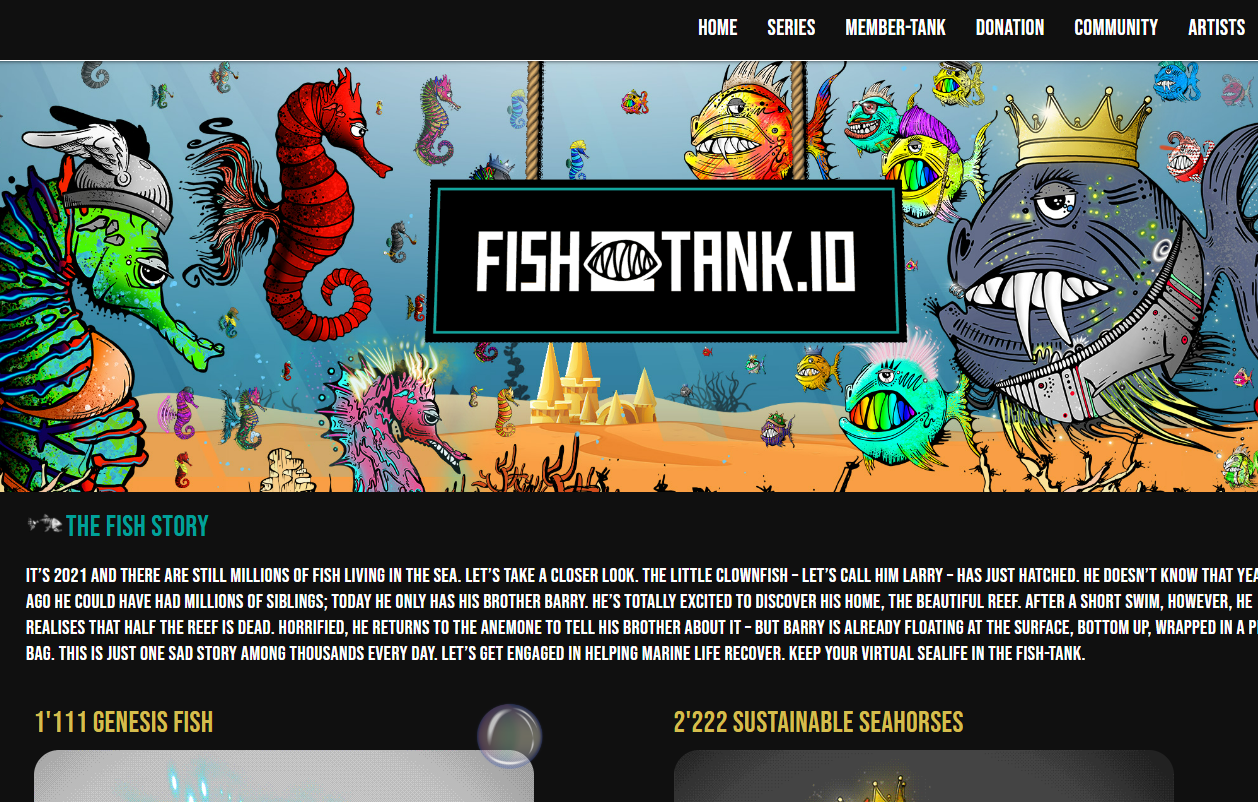 HOME SERIES MEMBER-TANK DONATION COMMUNITY ARTISTS
FISH TANK.IO
THE FISH STORY
IT'S 2021 AND THERE ARE STILL MILLIONS OF FISH LIVING IN THE SEA. LET'S TAKE A CLOSER LOOK. THE LITTLE CLOWNFISH – LET'S CALL HIM LARRY – HAS JUST HATCHED. HE DOESN'T KNOW THAT
AGO HE COULD HAVE HAD MILLIONS OF SIBLINGS; TODAY HE ONLY HAS HIS BROTHER BARRY. HE'S TOTALLY EXCITED TO DISCOVER HIS HOME, THE BEAUTIFUL REEF. AFTER A SHORT SWIM, HOWEVER, HE
REALISES THAT HALF THE REEF IS DEAD. HORRIFIED, HE RETURNS TO THE ANEMONE TO TELL HIS BROTHER ABOUT IT – BUT BARRY IS ALREADY FLOATING AT THE SURFACE, BOTTOM UP, WRAPPED IN A
BAG. THIS IS JUST ONE SAD STORY AMONG THOUSANDS EVERY DAY. LET'S GET ENGAGED IN HELPING MARINE LIFE RECOVER. KEEP YOUR VIRTUAL SEALIFE IN THE FISH-TANK.
1'111 GENESIS FISH
2'222 SUSTAINABLE SEAHORSES